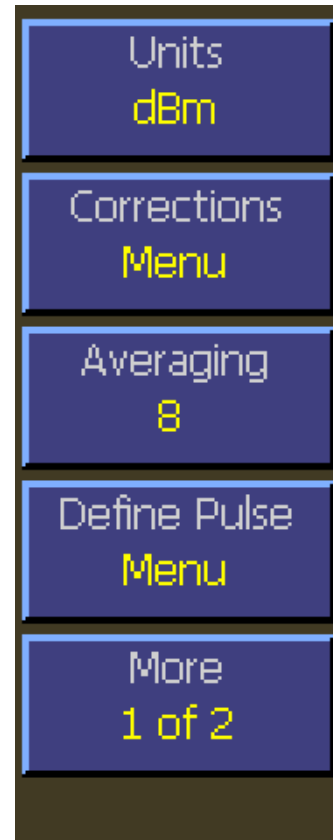 Units
dBm
Corrections
Menu
Averaging
8
Define Pulse
Menu
More
1 of 2